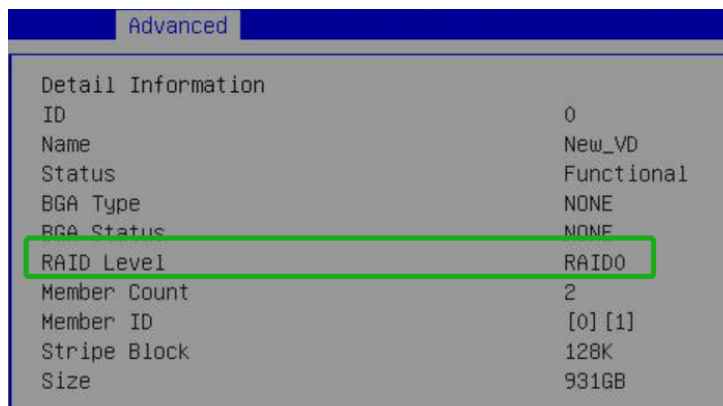 Advanced
Detail Information
ID 0
Name New_VD
Status Functional
BGA Type NONE
BGA Status NONE
RAID Level RAID0
Member Count 2
Member ID [0][1]
Stripe Block 128K
Size 931GB